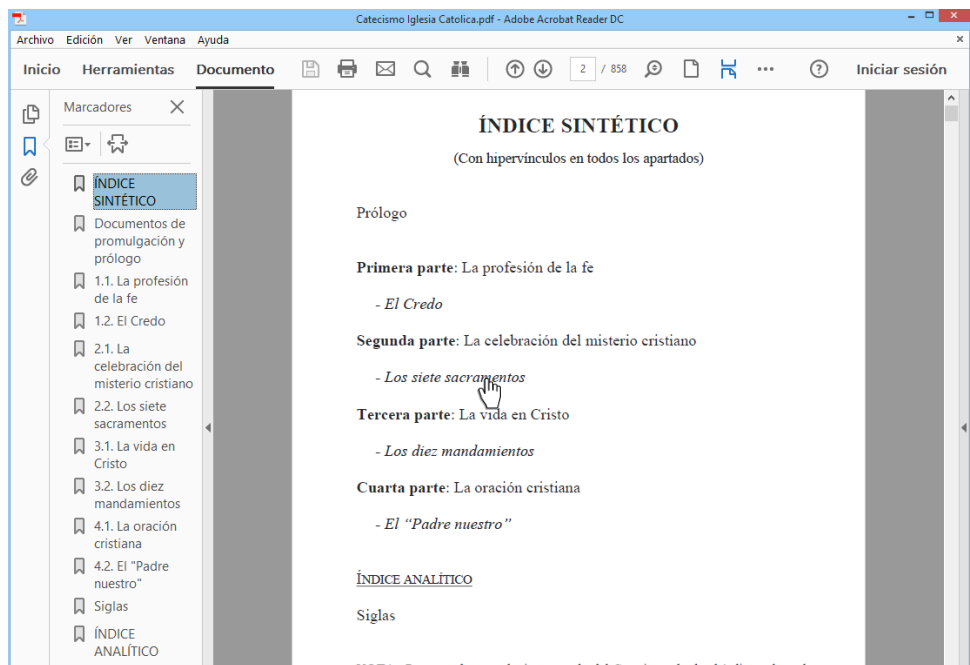 Catecismo Iglesia Catolica.pdf - Adobe Acrobat Reader DC
Archivo Edición Ver Ventana Ayuda
Inicio Herramientas Documento 2 / 858 Iniciar sesión
Marcadores
ÍNDICE
SINTÉTICO
Documentos de
promulgación y
prólogo
1.1. La profesión
de la fe
1.2. El Credo
2.1. La
celebración del
misterio cristiano
2.2. Los siete
sacramentos
3.1. La vida en
Cristo
3.2. Los diez
mandamientos
4.1. La oración
cristiana
4.2. El "Padre
nuestro"
Siglas
ÍNDICE
ANALÍTICO
ÍNDICE SINTÉTICO
(Con hipervínculos en todos los apartados)
Prólogo
Primera parte: La profesión de la fe
- El Credo
Segunda parte: La celebración del misterio cristiano
- Los siete sacramentos
Tercera parte: La vida en Cristo
- Los diez mandamientos
Cuarta parte: La oración cristiana
- El “Padre nuestro”
ÍNDICE ANALÍTICO
Siglas